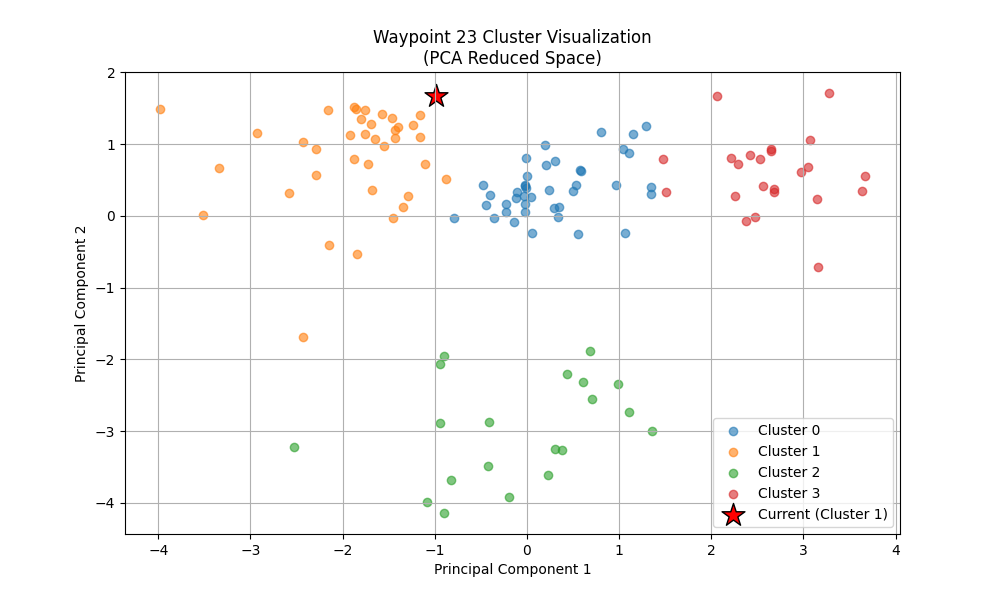 Waypoint 23 Cluster Visualization
(PCA Reduced Space)
Principal Component 2
2
1
0
−1
−2
−3
−4
−4
−3
−2
−1
0
1
2
3
4
Principal Component 1
Cluster 0
Cluster 1
Cluster 2
Cluster 3
Current (Cluster 1)